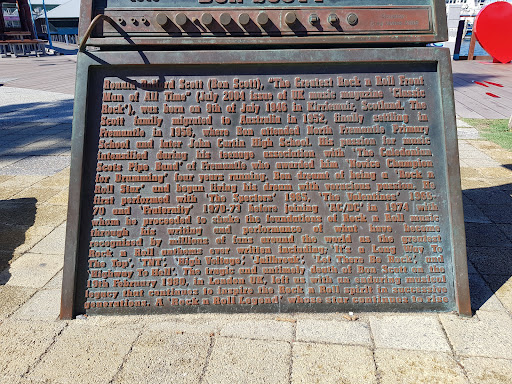 BON SCOTT
Ronald Belford Scott (Bon Scott), "The Greatest Rock n Roll Front
Man of All Time" (July 2004 issue of UK music magazine 'Classic
Rock'), was born on 9th of July 1946 in Kirriemuir, Scotland. The
Scott family migrated to Australia in 1952, finally settling in
Fremantle in 1956, where Bon attended North Fremantle Primary
School and later John Curtin High School. His passion for music
intensified during his teenage association with the Caledonian
Scots Pipe Band of Fremantle who awarded him 'Novice Champion
for Drumming' four years running. Bon dreamt of being a 'Rock n
Roll Star' and began living his dream with voracious passion. He
first performed with 'The Spectors' 1965, 'The Valentines' 1966-
70 and 'Fraternity' 1970-73 before joining 'AC/DC' in 1974 with
whom he proceeded to shake the foundations of Rock n Roll music
through his writing and performance of what have become
recognised by millions of fans around the world as the greatest
Rock n Roll anthems ever written including, 'It's a Long Way To
The Top', 'TNT', 'High Voltage', 'Jailbreak', 'Let There Be Rock', and
'Highway To Hell'. The tragic and untimely death of Bon Scott on the
19th February 1980, in London UK, left us with an enduring musical
legacy that continues to inspire the Rock n Roll spirit in successive
generations. A 'Rock n Roll Legend' whose star continues to rise